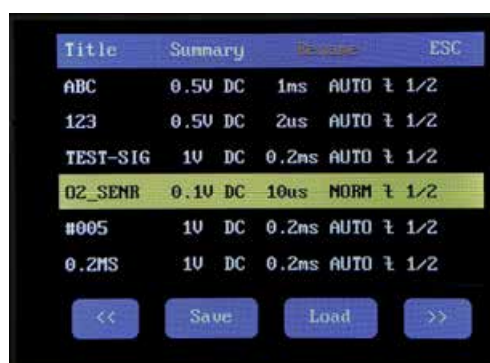 Title Summary Rename ESC
ABC 0.5V DC 1ms AUTO ↴ 1/2
123 0.5V DC 2us AUTO ↴ 1/2
TEST-SIG 1V DC 0.2ms AUTO ↴ 1/2
02_SENR 0.1V DC 10us NORM ↴ 1/2
#005 1V DC 0.2ms AUTO ↴ 1/2
0.2MS 1V DC 0.2ms AUTO ↴ 1/2
<< Save Load >>